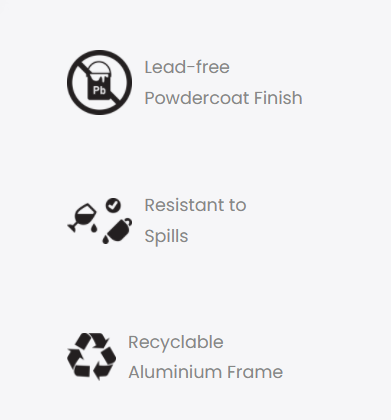 Lead-free
Powdercoat Finish
Pb
Resistant to
Spills
Recyclable
Aluminium Frame